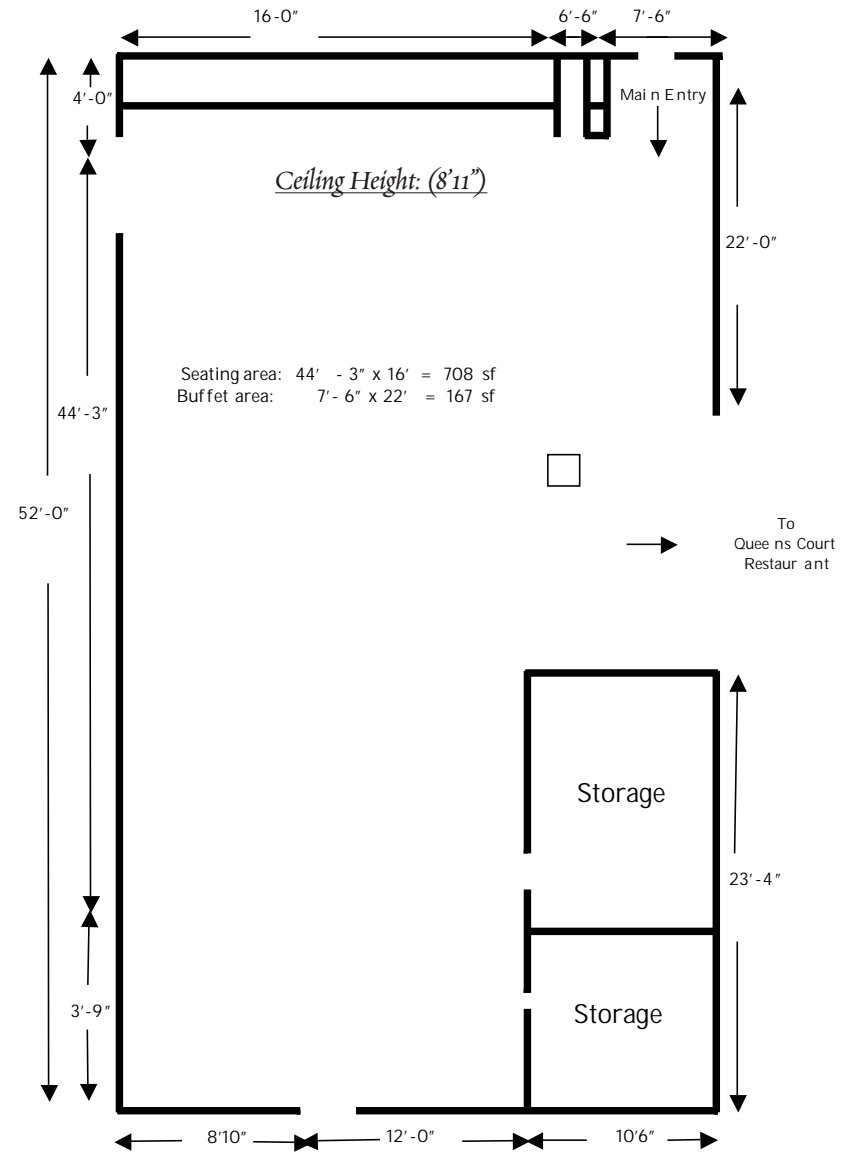 16-0” 6’-6” 7’-6”
4’-0” Main Entry
Ceiling Height: (8’11”)
22’-0”
Seating area: 44’ - 3” x 16’ = 708 sf
Buffet area: 7’- 6” x 22’ = 167 sf
44’-3”
52’-0”
To
Queens Court
Restaurant
Storage
23’-4”
3’-9”
Storage
8’10” 12’-0” 10’6”